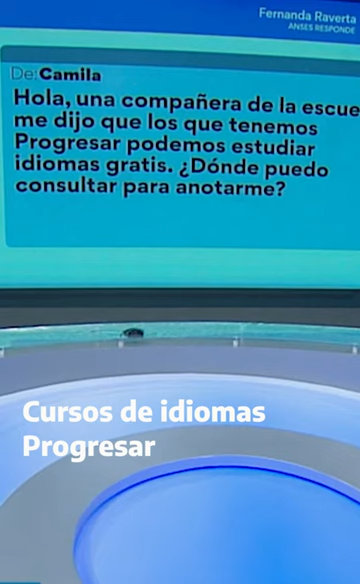 Fernanda Raverta
ANSES RESPONDE
De: Camila
Hola, una compañera de la escue
me dijo que los que tenemos
Progresar podemos estudiar
idiomas gratis. ¿Dónde puedo
consultar para anotarme?
Cursos de idiomas
Progresar